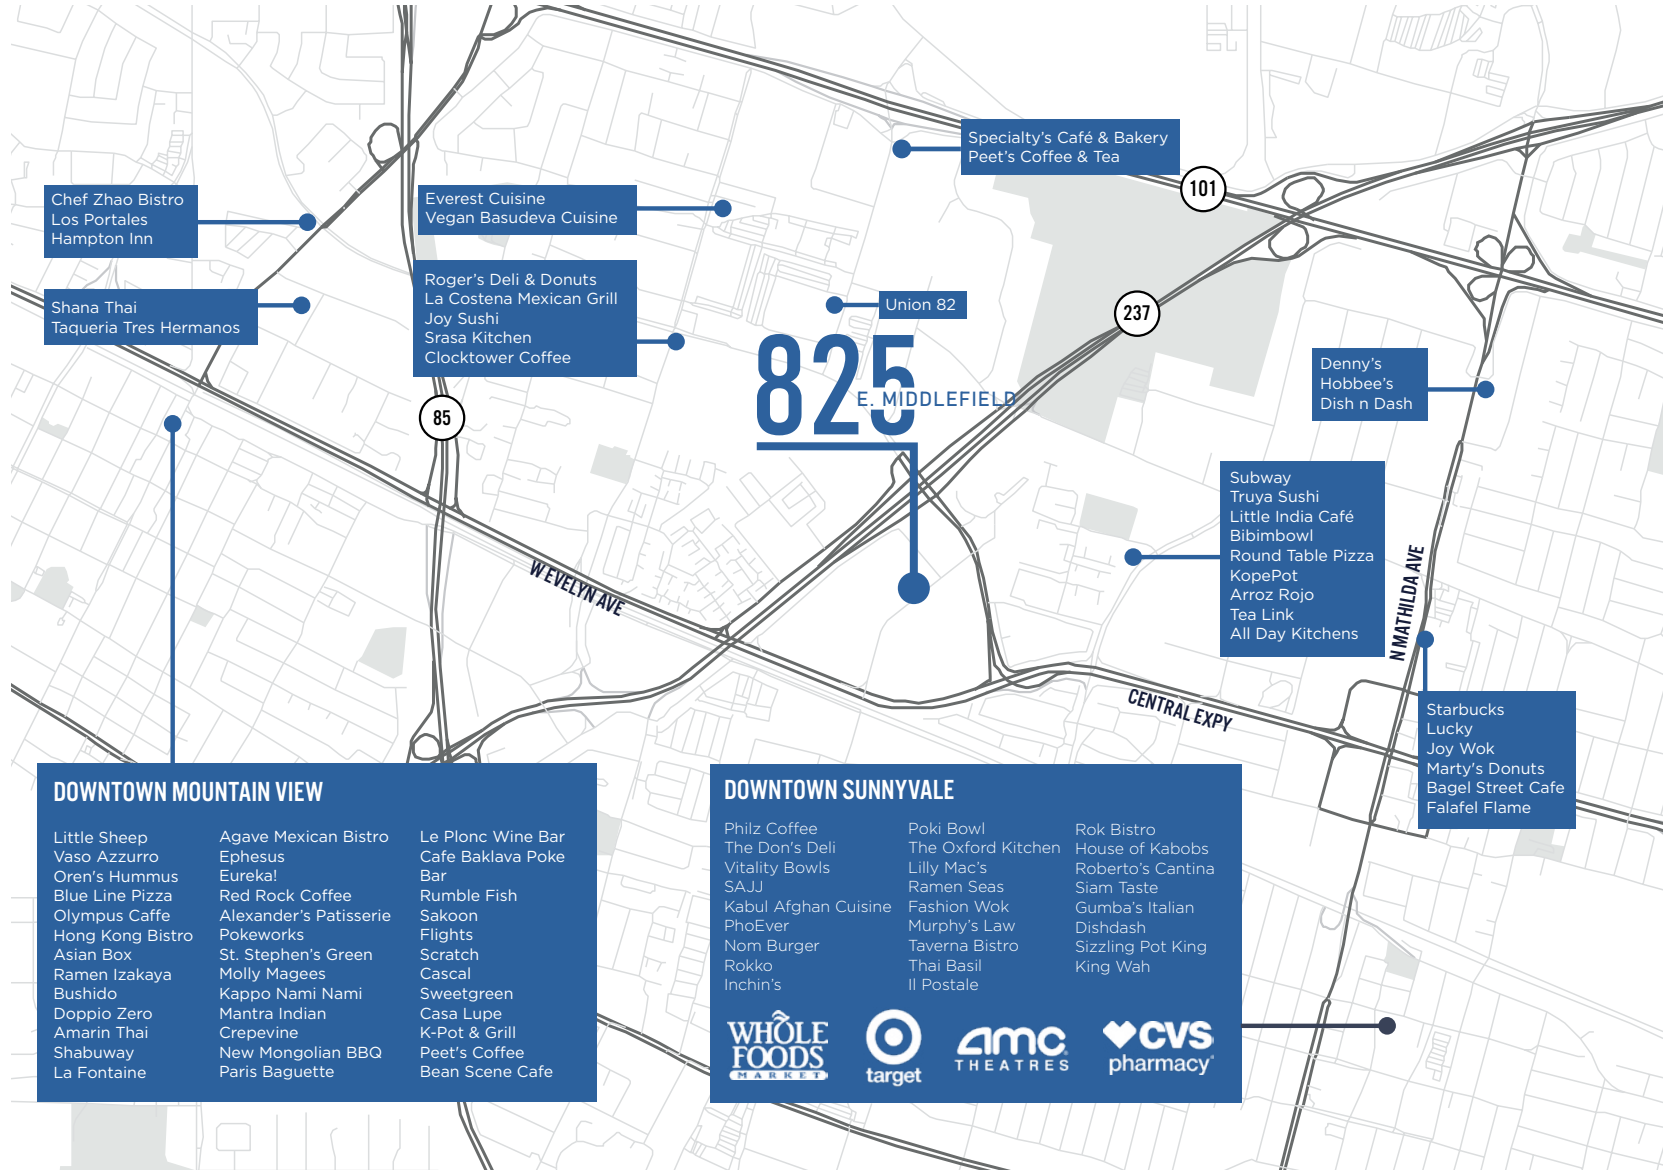 Specialty's Café & Bakery
Peet's Coffee & Tea
101
Chef Zhao Bistro
Los Portales
Hampton Inn
Everest Cuisine
Vegan Basudeva Cuisine
Shana Thai
Taqueria Tres Hermanos
Roger's Deli & Donuts
La Costena Mexican Grill
Joy Sushi
Srasa Kitchen
Clocktower Coffee
Union 82
237
825
E. MIDDLEFIELD
85
Denny's
Hobbee's
Dish n Dash
Subway
Truya Sushi
Little India Café
Bibimbowl
Round Table Pizza
KopePot
Arroz Rojo
Tea Link
All Day Kitchens
W EVELYN AVE
N MATHILDA AVE
CENTRAL EXPY
Starbucks
Lucky
Joy Wok
Marty's Donuts
Bagel Street Cafe
Falafel Flame
DOWNTOWN MOUNTAIN VIEW
Little Sheep
Vaso Azzurro
Oren's Hummus
Blue Line Pizza
Olympus Caffe
Hong Kong Bistro
Asian Box
Ramen Izakaya
Bushido
Doppio Zero
Amarin Thai
Shabuway
La Fontaine
Agave Mexican Bistro
Ephesus
Eureka!
Red Rock Coffee
Alexander's Patisserie
Pokeworks
St. Stephen's Green
Molly Magees
Kappo Nami Nami
Mantra Indian
Crepevine
New Mongolian BBQ
Paris Baguette
Le Plonc Wine Bar
Cafe Baklava Poke
Bar
Rumble Fish
Sakoon
Flights
Scratch
Cascal
Sweetgreen
Casa Lupe
K-Pot & Grill
Peet's Coffee
Bean Scene Cafe
DOWNTOWN SUNNYVALE
Philz Coffee
The Don's Deli
Vitality Bowls
SAJJ
Kabul Afghan Cuisine
PhoEver
Nom Burger
Rokko
Inchin's
Poki Bowl
The Oxford Kitchen
Lilly Mac's
Ramen Seas
Fashion Wok
Murphy's Law
Taverna Bistro
Thai Basil
Il Postale
Rok Bistro
House of Kabobs
Roberto's Cantina
Siam Taste
Gumba's Italian
Dishdash
Sizzling Pot King
King Wah
WHOLE
FOODS
MARKET
target
amc
THEATRES
CVS
pharmacy